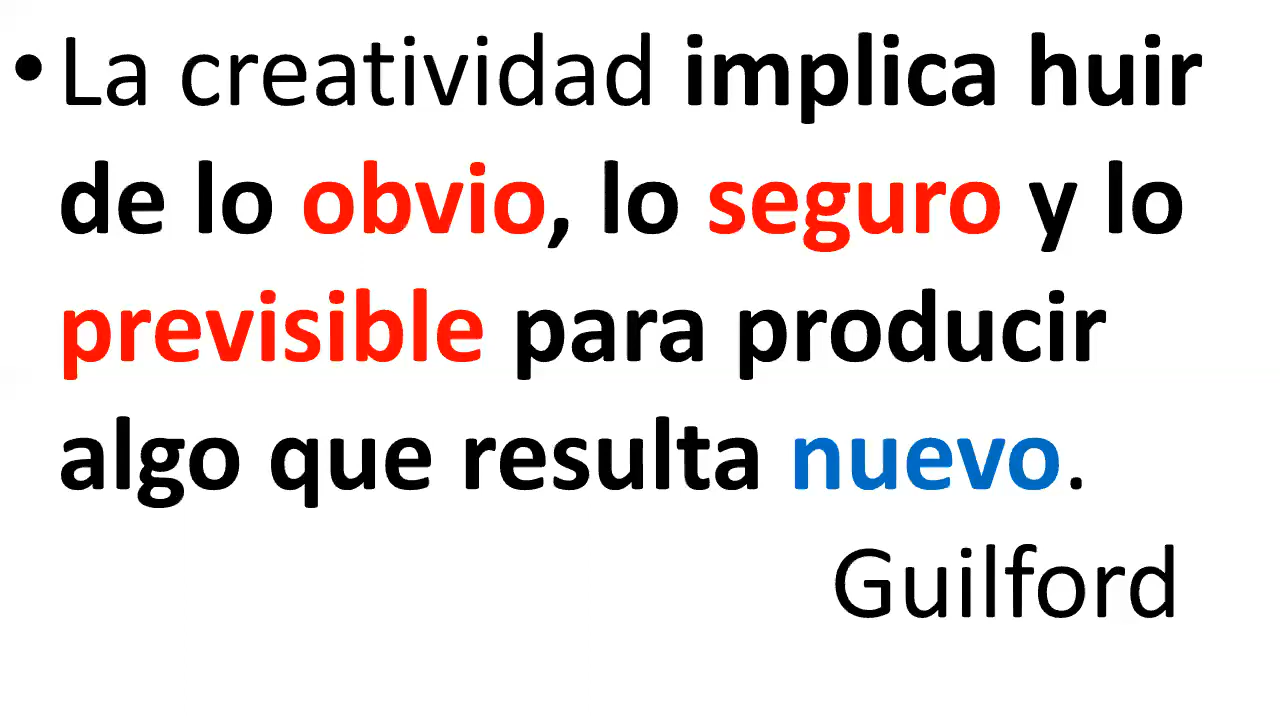 • La creatividad implica huir
de lo obvio, lo seguro y lo
previsible para producir
algo que resulta nuevo.
Guilford